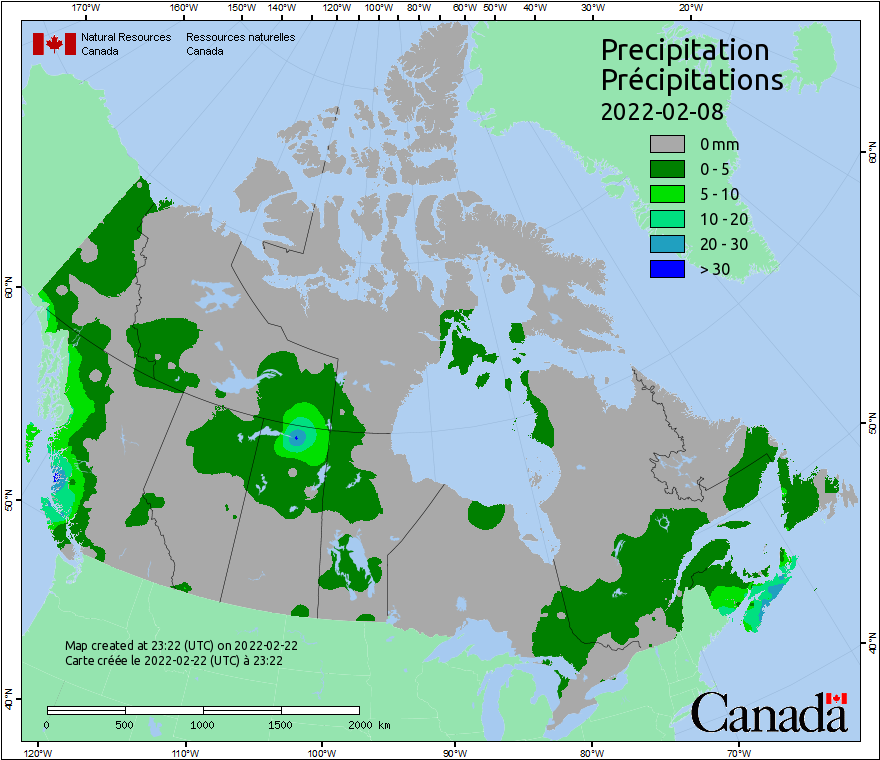 170°W 160°W 150°W 140°W 130°W 120°W 110°W 100°W 90°W 80°W 60°W 50°W 40°W 30°W 20°W
Natural Resources Ressources naturelles
Canada Canada
Precipitation
Précipitations
2022-02-08
0 mm
0 - 5
5 - 10
10 - 20
20 - 30
> 30
60°N 60°N
50°N 50°N
40°N 40°N
Map created at 23:22 (UTC) on 2022-02-22
Carte créée le 2022-02-22 (UTC) à 23:22
0 500 1000 1500 2000 km
Canada
120°W 110°W 100°W 90°W 80°W 70°W